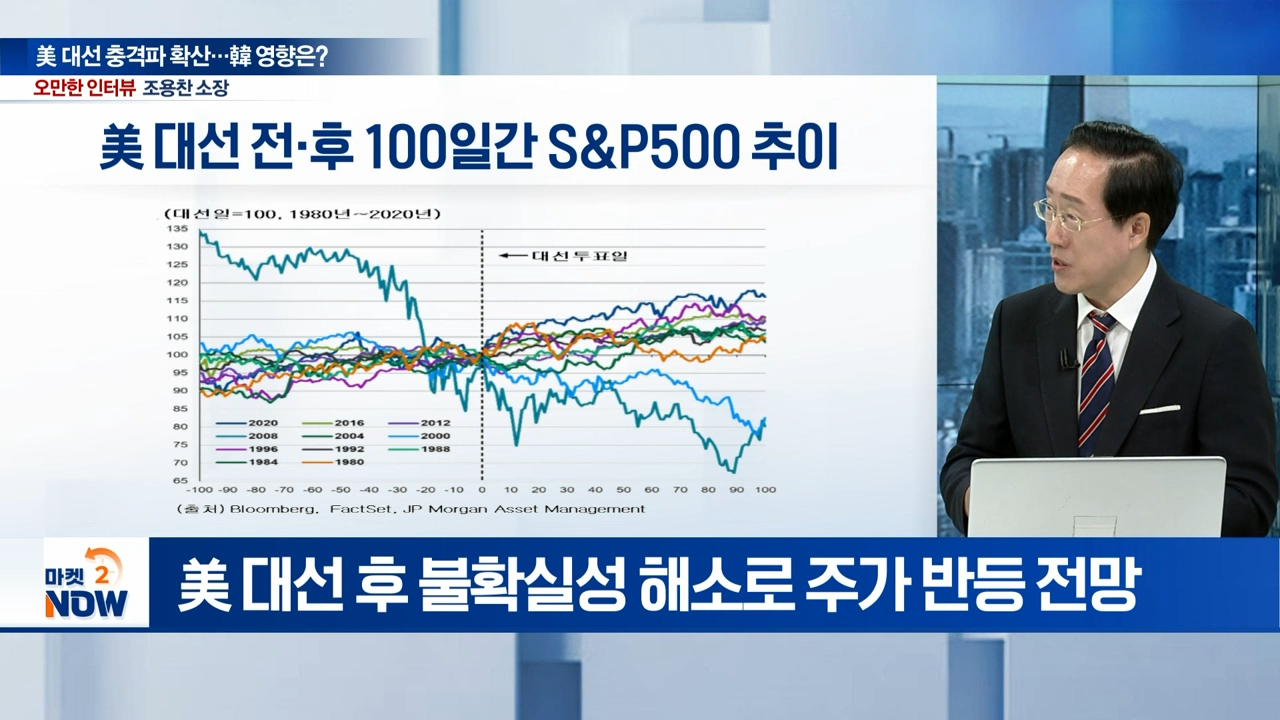 美 대선 충격파 확산…韓 영향은?
오만한 인터뷰 조용찬 소장
美 대선 전·후 100일간 S&P500 추이
(대선일=100, 1980년~2020년)
135
130
125
120
115
110
105
100
95
90
85
80
75
70
65
← 대선투표일
2020 2016 2012
2008 2004 2000
1996 1992 1988
1984 1980
-100 -90 -80 -70 -60 -50 -40 -30 -20 -10 0 10 20 30 40 50 60 70 80 90 100
(출처) Bloomberg, FactSet, JP Morgan Asset Management
마켓 2
NOW
美 대선 후 불확실성 해소로 주가 반등 전망